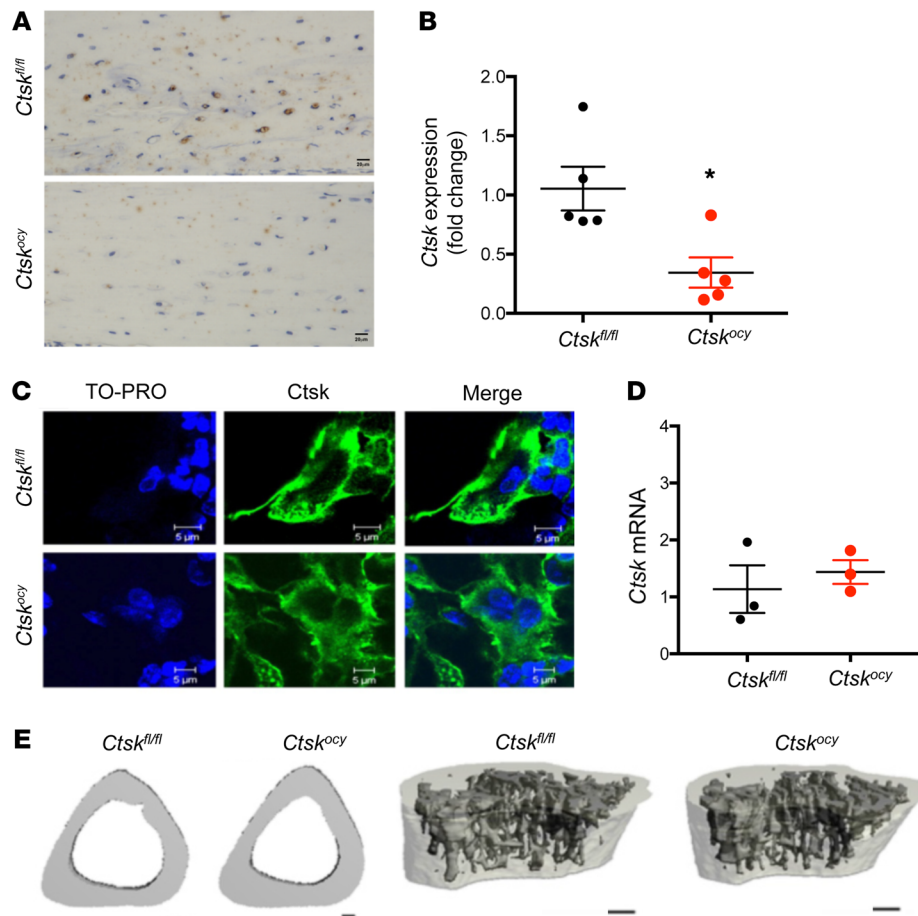 A
Ctsk^fl/fl
20μm
Ctsk^ocy
20μm
B
Ctsk expression
(fold change)
2.0
1.5
1.0
0.5
0.0
*
Ctsk^fl/fl
Ctsk^ocy
C
TO-PRO
Ctsk
Merge
Ctsk^fl/fl
5 μm
5 μm
5 μm
Ctsk^ocy
5 μm
5 μm
5 μm
D
Ctsk mRNA
4
3
2
1
0
Ctsk^fl/fl
Ctsk^ocy
E
Ctsk^fl/fl
Ctsk^ocy
Ctsk^fl/fl
Ctsk^ocy